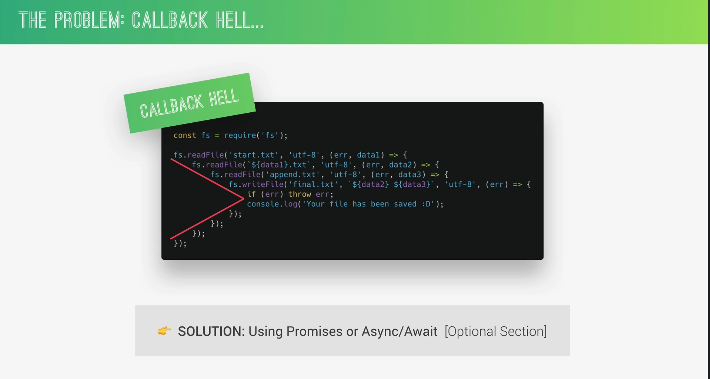 THE PROBLEM: CALLBACK HELL...
CALLBACK HELL
const fs = require('fs');
fs.readFile('start.txt', 'utf-8', (err, data1) => {
fs.readFile(`${data1}.txt`, 'utf-8', (err, data2) => {
fs.readFile('append.txt', 'utf-8', (err, data3) => {
fs.writeFile('final.txt', `${data2} ${data3}`, 'utf-8', (err) => {
if (err) throw err;
console.log('Your file has been saved :D');
});
});
});
});
👉 SOLUTION: Using Promises or Async/Await [Optional Section]